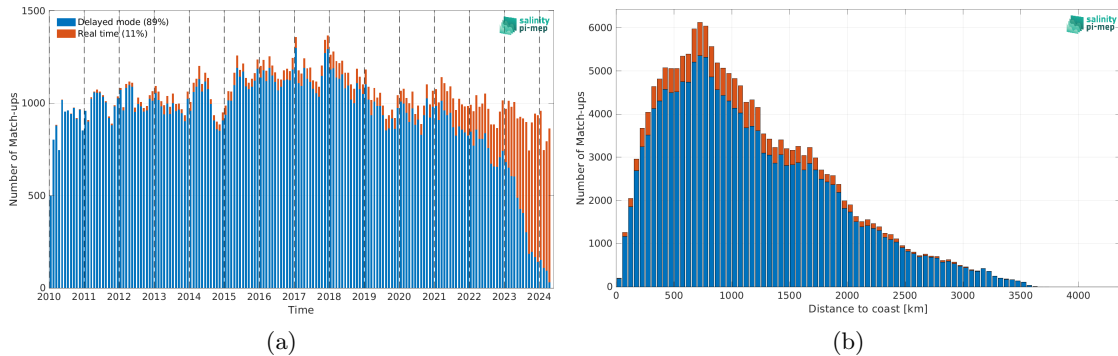 1500
1000
500
0
Number of Match-ups
Delayed mode (89%)
Real time (11%)
salinity
pi-mep
2010 2011 2012 2013 2014 2015 2016 2017 2018 2019 2020 2021 2022 2023 2024
Time
(a)
6000
5000
4000
3000
2000
1000
0
Number of Match-ups
salinity
pi-mep
0 500 1000 1500 2000 2500 3000 3500 4000
Distance to coast [km]
(b)